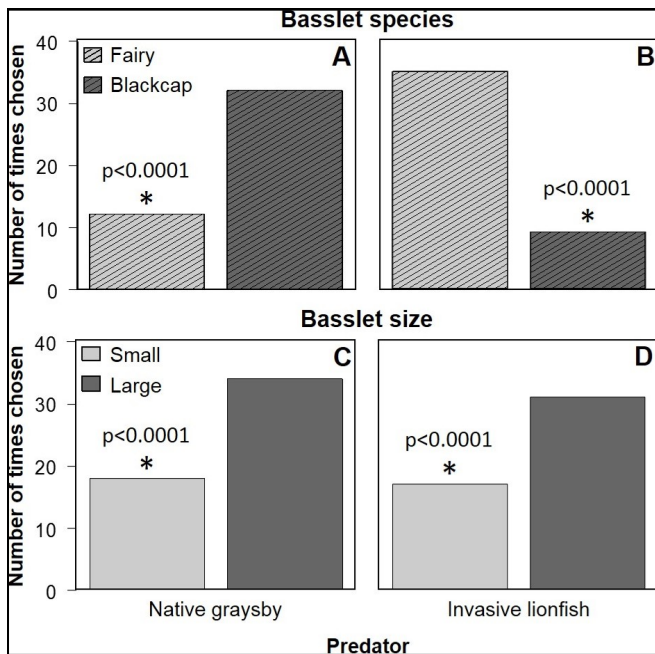 Basslet species
Number of times chosen
40
30
20
10
0
Fairy
Blackcap
A
p<0.0001
*
B
p<0.0001
*
Basslet size
Number of times chosen
40
30
20
10
0
Small
Large
C
p<0.0001
*
D
p<0.0001
*
Native graysby
Invasive lionfish
Predator